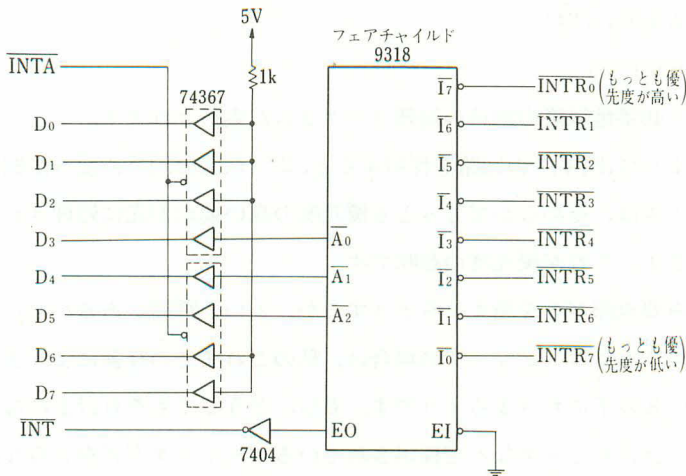 5V
フェアチャイルド
9318
1k
74367
INTA
D0
D1
D2
D3
D4
D5
D6
D7
INT
7404
A0
A1
A2
EO
I7
I6
I5
I4
I3
I2
I1
I0
EI
INTR0 (もっとも優先度が高い)
INTR1
INTR2
INTR3
INTR4
INTR5
INTR6
INTR7 (もっとも優先度が低い)